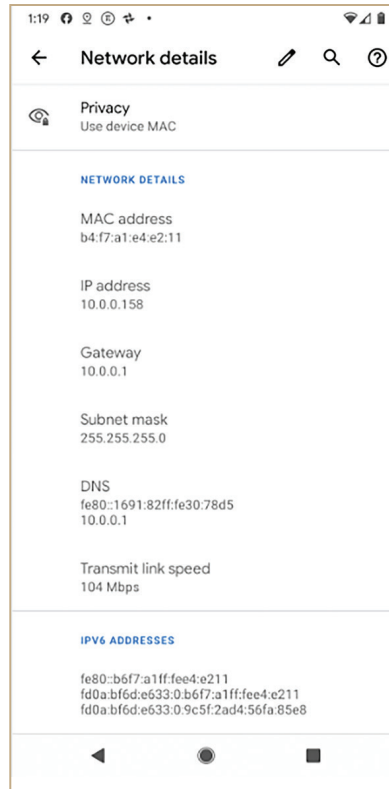 1:19
Network details
Privacy
Use device MAC
NETWORK DETAILS
MAC address
b4:f7:a1:e4:e2:11
IP address
10.0.0.158
Gateway
10.0.0.1
Subnet mask
255.255.255.0
DNS
fe80::1691:82ff:fe30:78d5
10.0.0.1
Transmit link speed
104 Mbps
IPV6 ADDRESSES
fe80::b6f7:a1ff:fee4:e211
fd0a:bf6d:e633:0:b6f7:a1ff:fee4:e211
fd0a:bf6d:e633:0:9c5f:2ad4:56fa:85e8